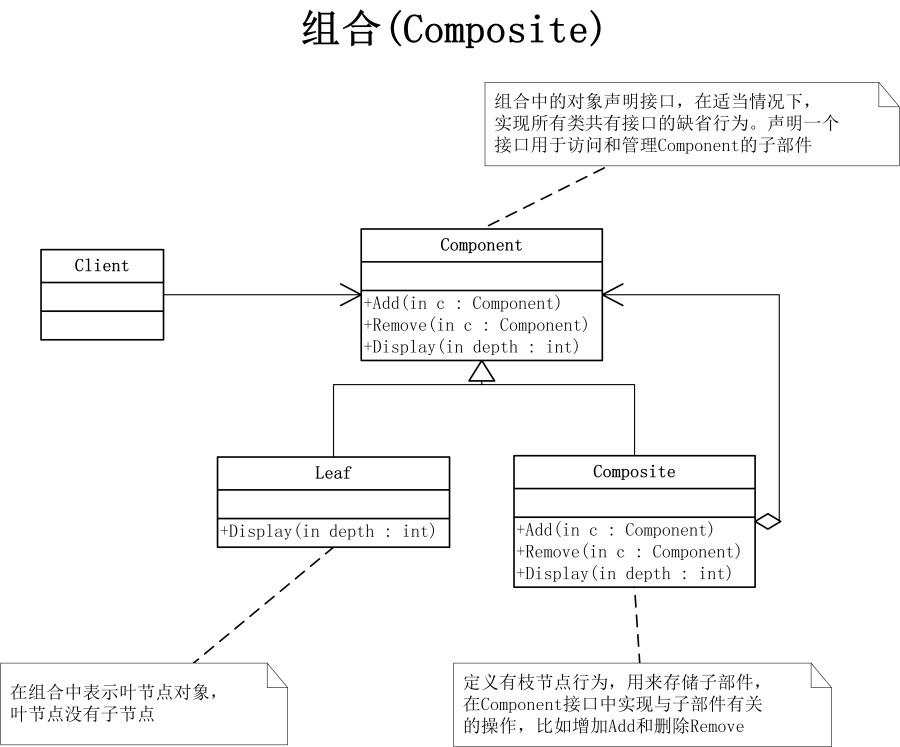 组合(Composite)
组合中的对象声明接口，在适当情况下，
实现所有类共有接口的缺省行为。声明一个
接口用于访问和管理Component的子部件
Component
+Add(in c : Component)
+Remove(in c : Component)
+Display(in depth : int)
Client
Leaf
+Display(in depth : int)
Composite
+Add(in c : Component)
+Remove(in c : Component)
+Display(in depth : int)
在组合中表示叶节点对象，
叶节点没有子节点
定义有枝节点行为，用来存储子部件，
在Component接口中实现与子部件有关
的操作，比如增加Add和删除Remove